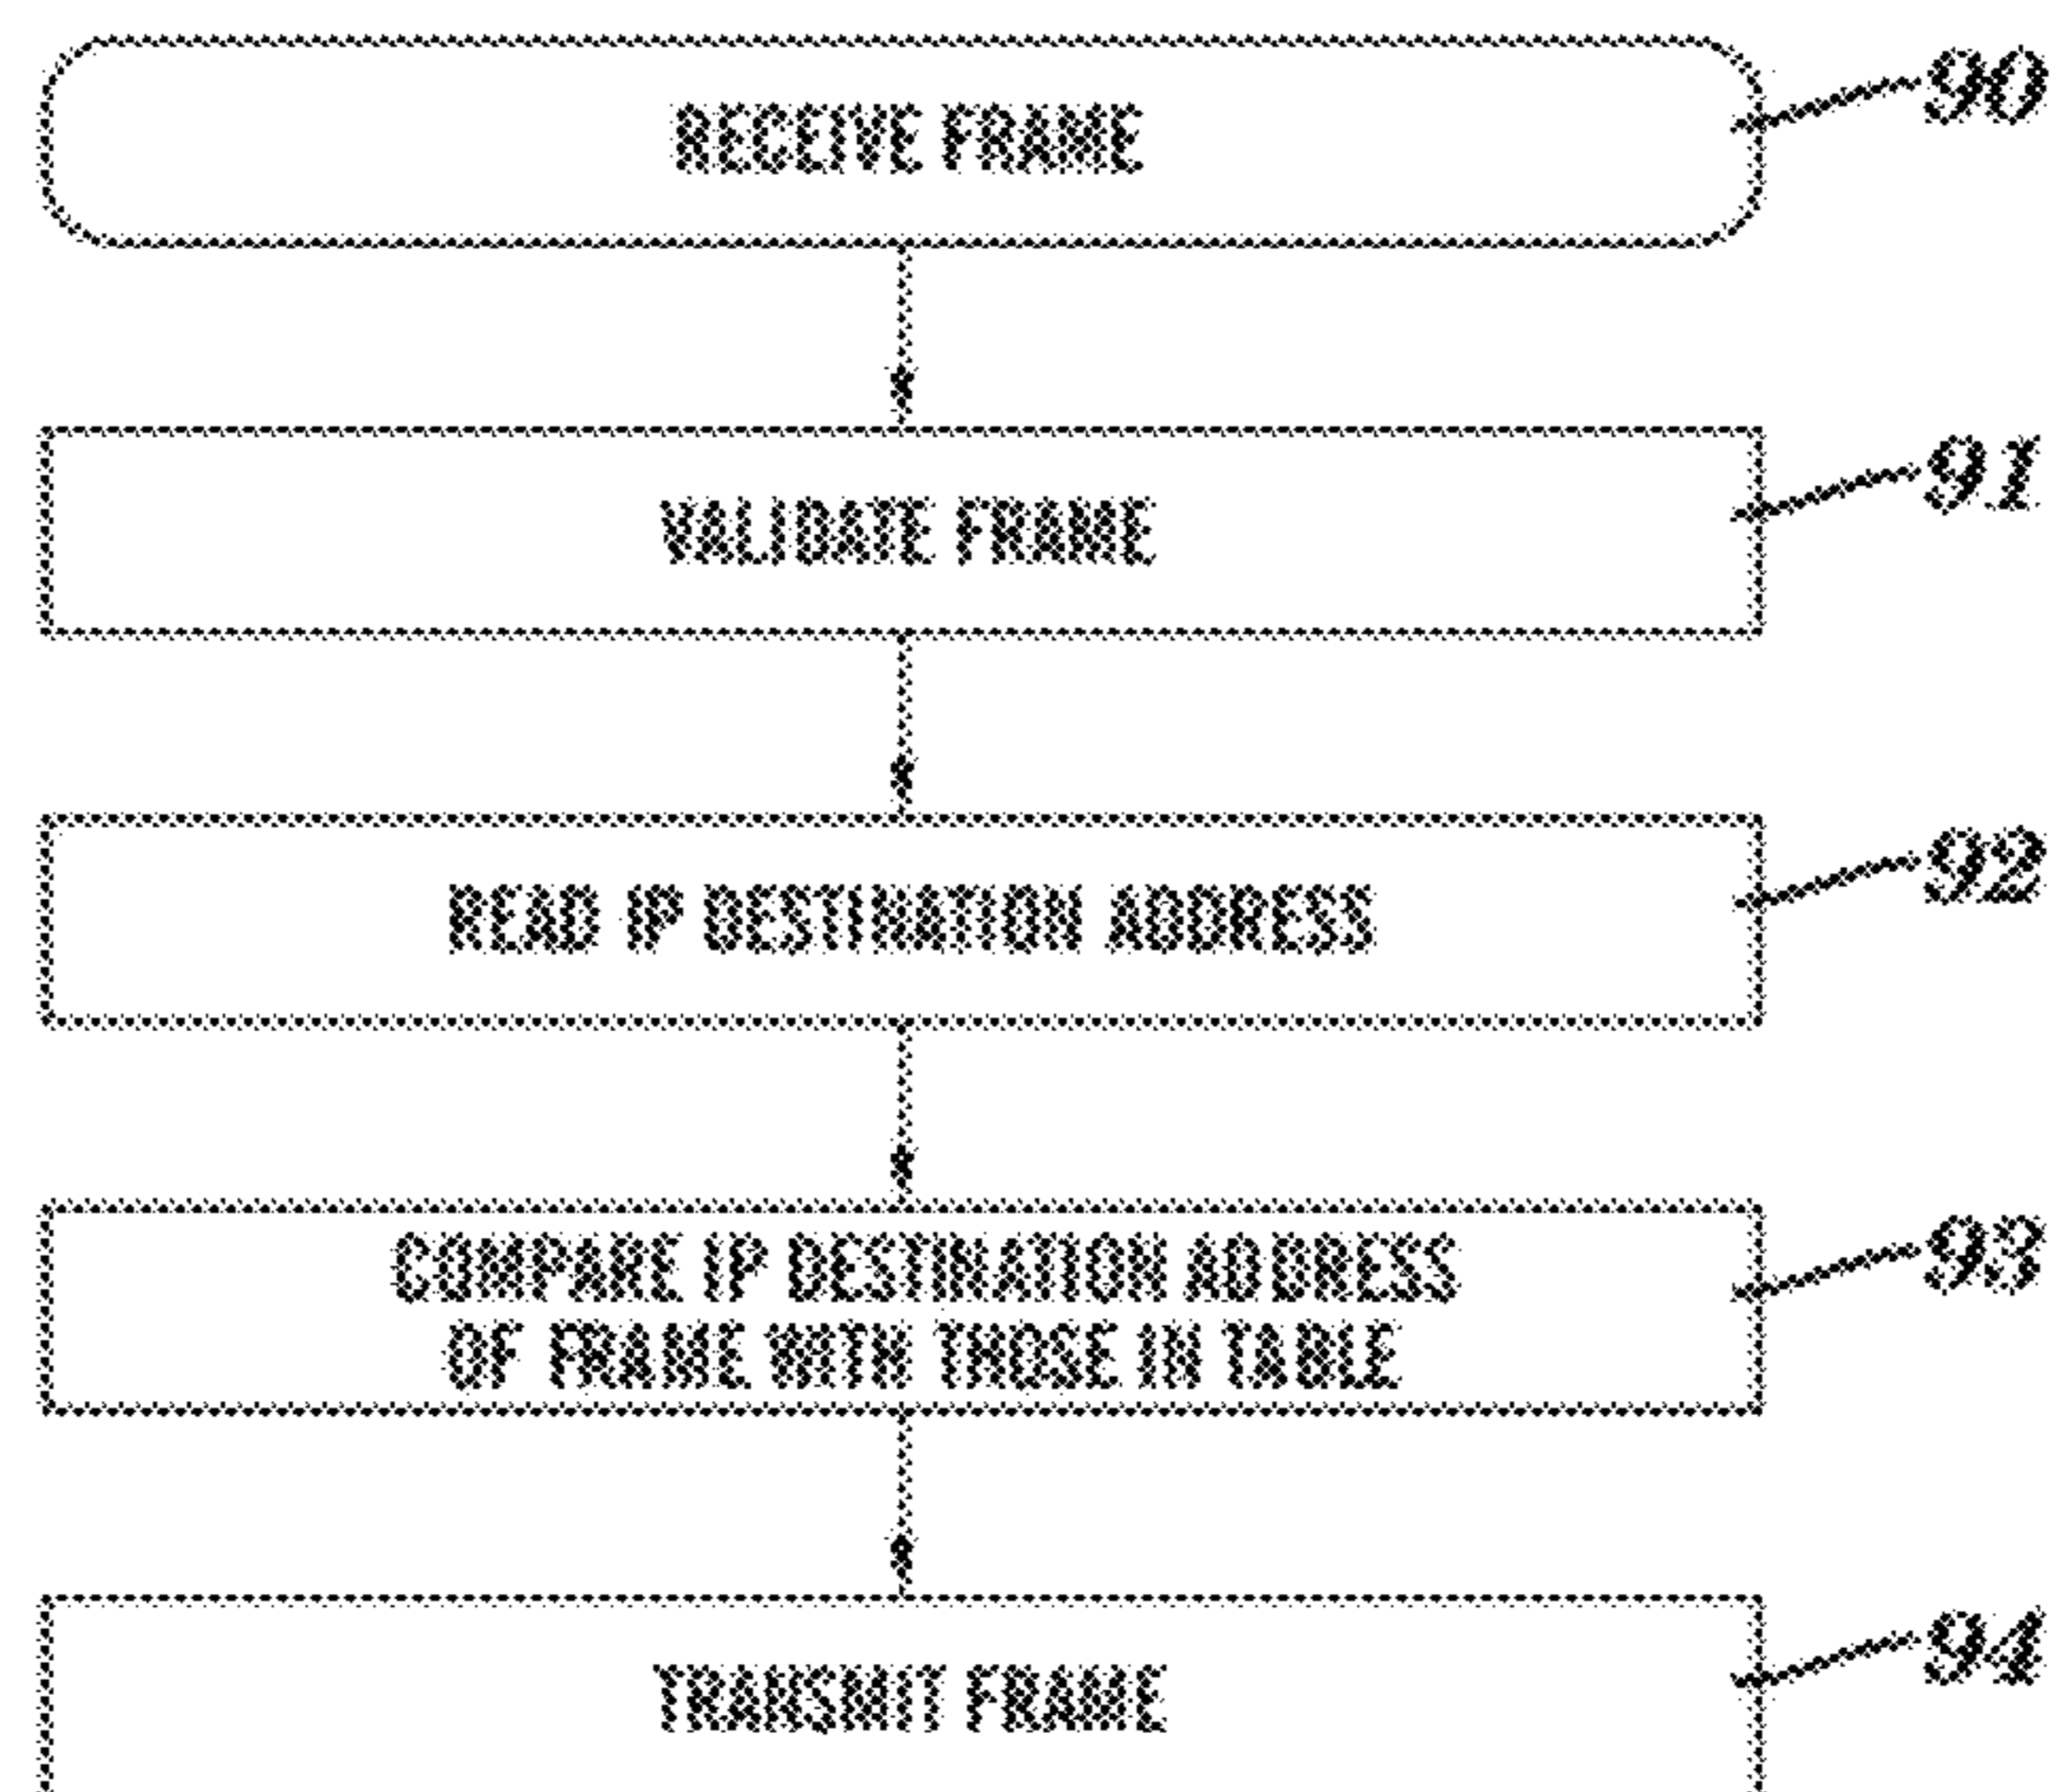 RECEIVE FRAME
90
VALIDATE FRAME
91
READ IP DESTINATION ADDRESS
92
COMPARE IP DESTINATION ADDRESS
OF FRAME WITH THOSE IN TABLE
93
TRANSMIT FRAME
94